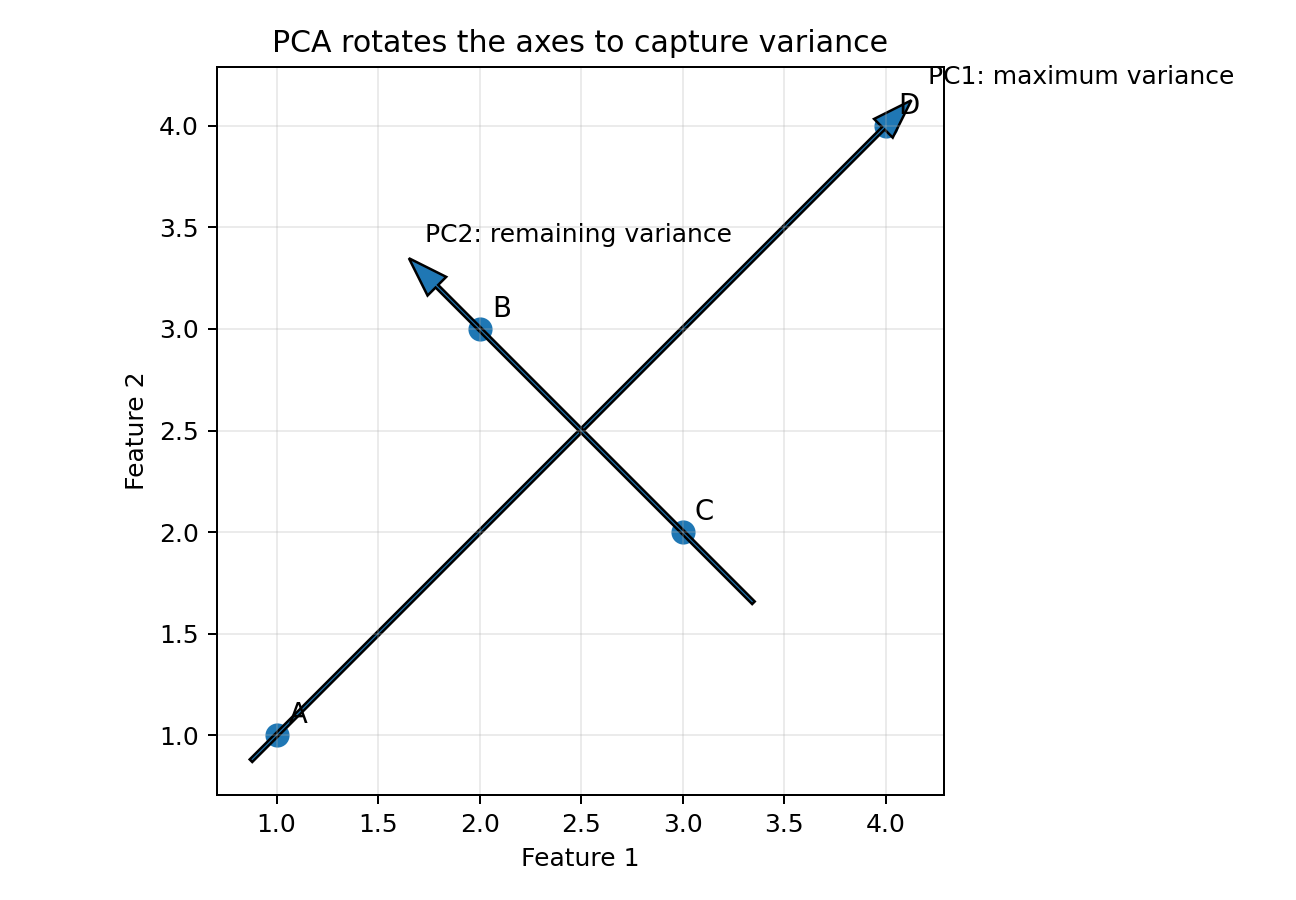 PCA rotates the axes to capture variance
PC1: maximum variance
D
4.0
3.5
PC2: remaining variance
B
3.0
Feature 2
2.5
C
2.0
1.5
A
1.0
1.0 1.5 2.0 2.5 3.0 3.5 4.0
Feature 1